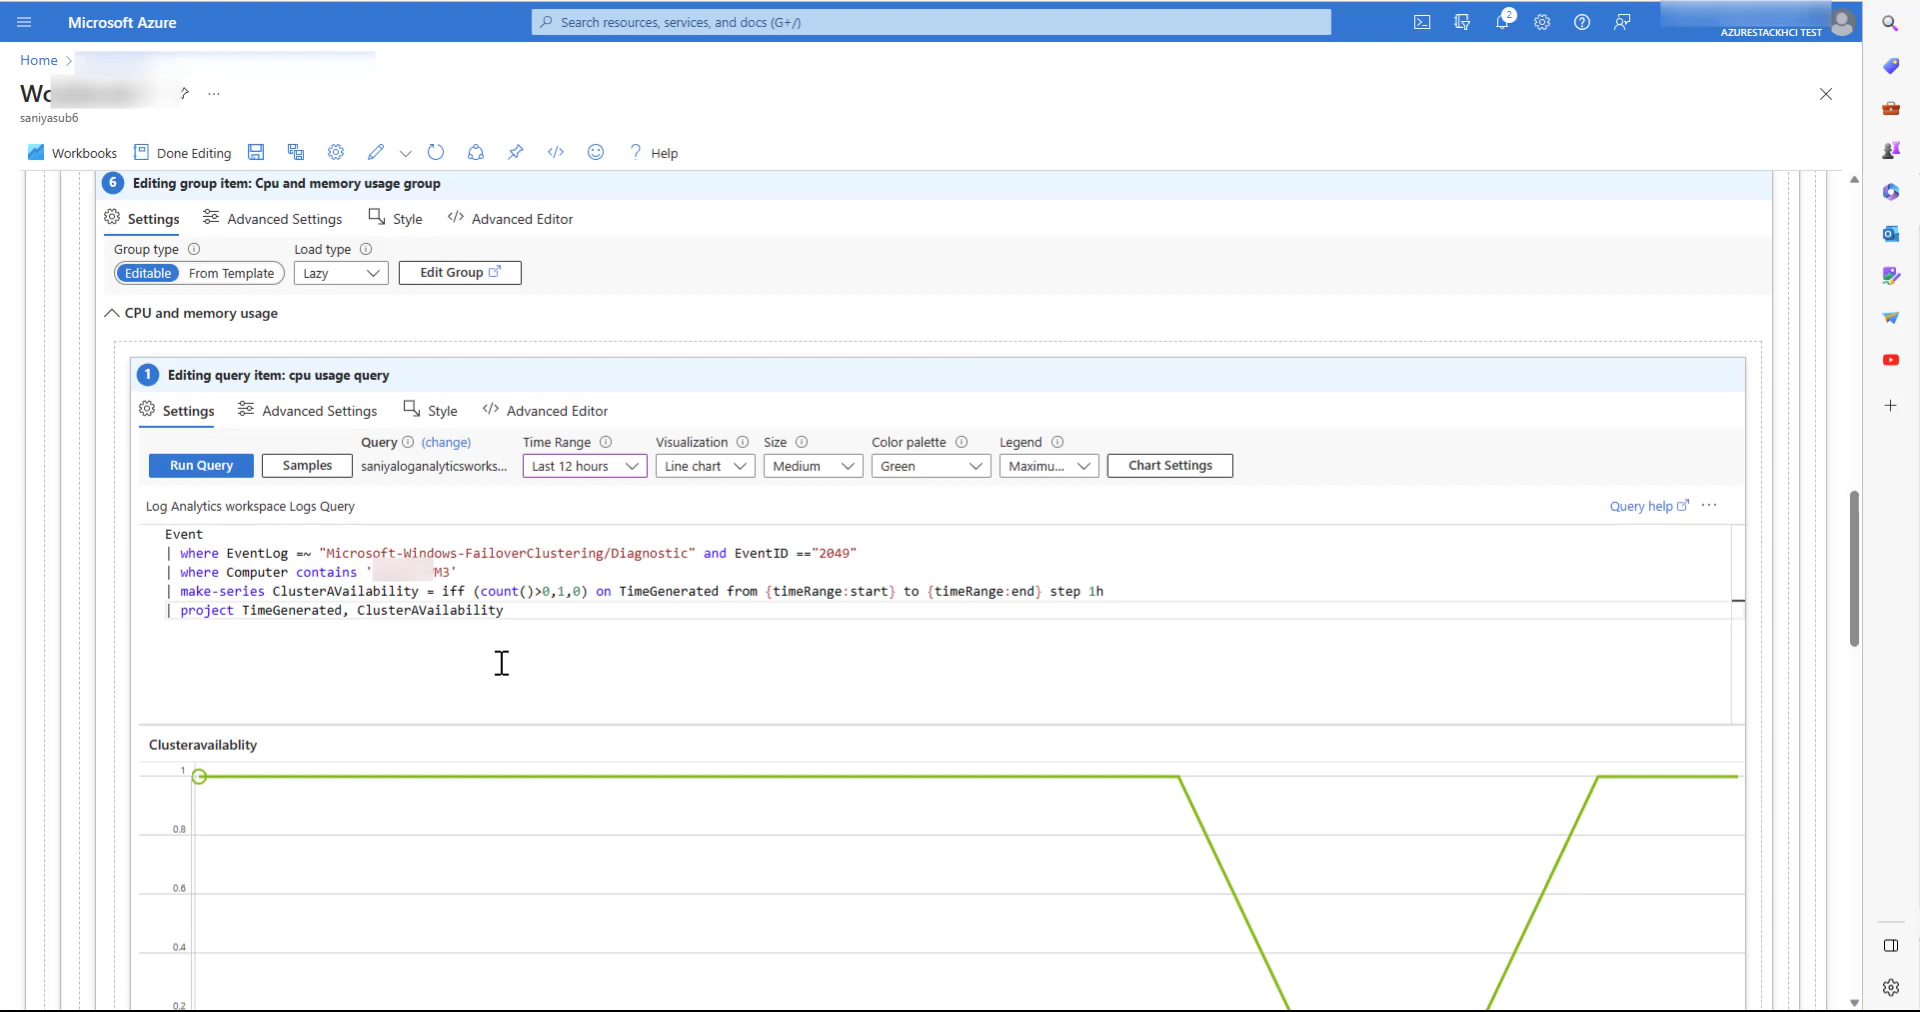 Microsoft Azure
Search resources, services, and docs (G+/)
2
AZURESTACKHCI TEST
Home >
saniyasub6
Workbooks Done Editing Help
6 Editing group item: Cpu and memory usage group
Settings Advanced Settings Style Advanced Editor
Group type Load type
Editable From Template Lazy Edit Group
CPU and memory usage
1 Editing query item: cpu usage query
Settings Advanced Settings Style Advanced Editor
Query (change) Time Range Visualization Size Color palette Legend
Run Query Samples saniyaloganalyticsworks... Last 12 hours Line chart Medium Green Maximu... Chart Settings
Log Analytics workspace Logs Query Query help
Event
| where EventLog =~ "Microsoft-Windows-FailoverClustering/Diagnostic" and EventID =="2049"
| where Computer contains ' M3'
| make-series ClusterAVailability = iff (count()>0,1,0) on TimeGenerated from {timeRange:start} to {timeRange:end} step 1h
| project TimeGenerated, ClusterAVailability
Clusteravailablity
1
0.8
0.6
0.4
0.2